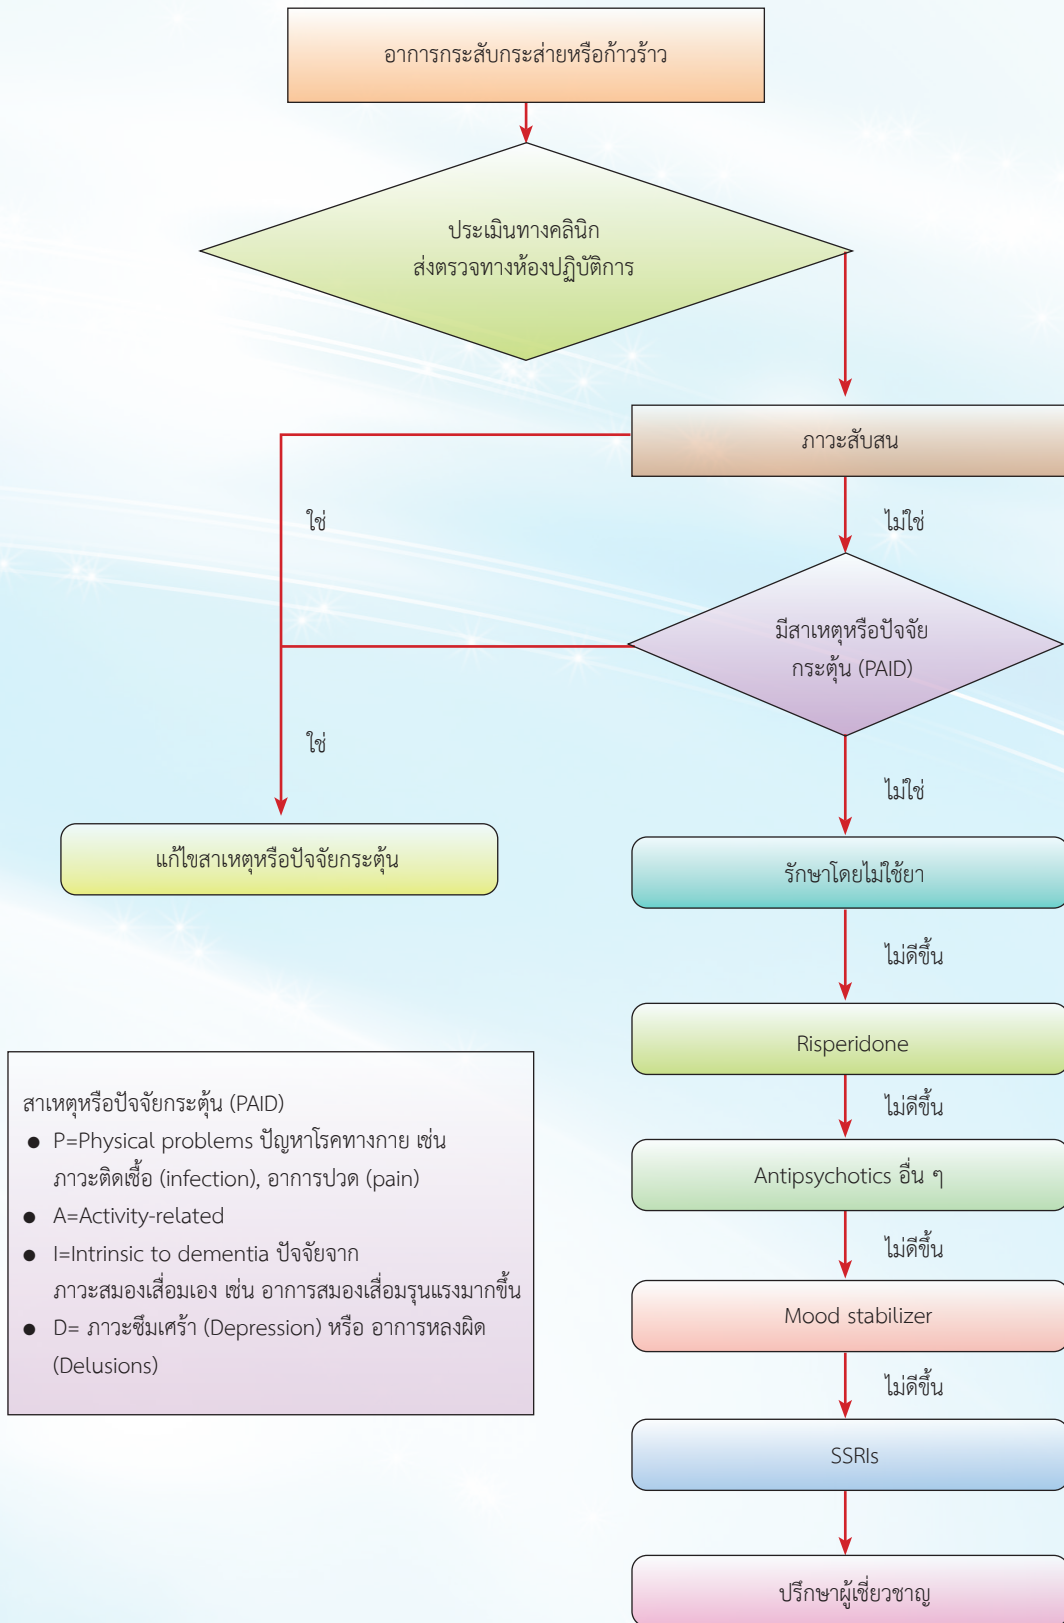 อาการกระสับกระส่ายหรือก้าวร้าว
ประเมินทางคลินิก
ส่งตรวจทางห้องปฏิบัติการ
ภาวะสับสน
ใช่
ไม่ใช่
มีสาเหตุหรือปัจจัย
กระตุ้น (PAID)
ใช่
ไม่ใช่
แก้ไขสาเหตุหรือปัจจัยกระตุ้น
รักษาโดยไม่ใช้ยา
ไม่ดีขึ้น
Risperidone
ไม่ดีขึ้น
Antipsychotics อื่น ๆ
ไม่ดีขึ้น
Mood stabilizer
ไม่ดีขึ้น
SSRIs
ปรึกษาผู้เชี่ยวชาญ
สาเหตุหรือปัจจัยกระตุ้น (PAID)
● P=Physical problems ปัญหาโรคทางกาย เช่น
ภาวะติดเชื้อ (infection), อาการปวด (pain)
● A=Activity-related
● I=Intrinsic to dementia ปัจจัยจาก
ภาวะสมองเสื่อมเอง เช่น อาการสมองเสื่อมรุนแรงมากขึ้น
● D= ภาวะซึมเศร้า (Depression) หรือ อาการหลงผิด
(Delusions)